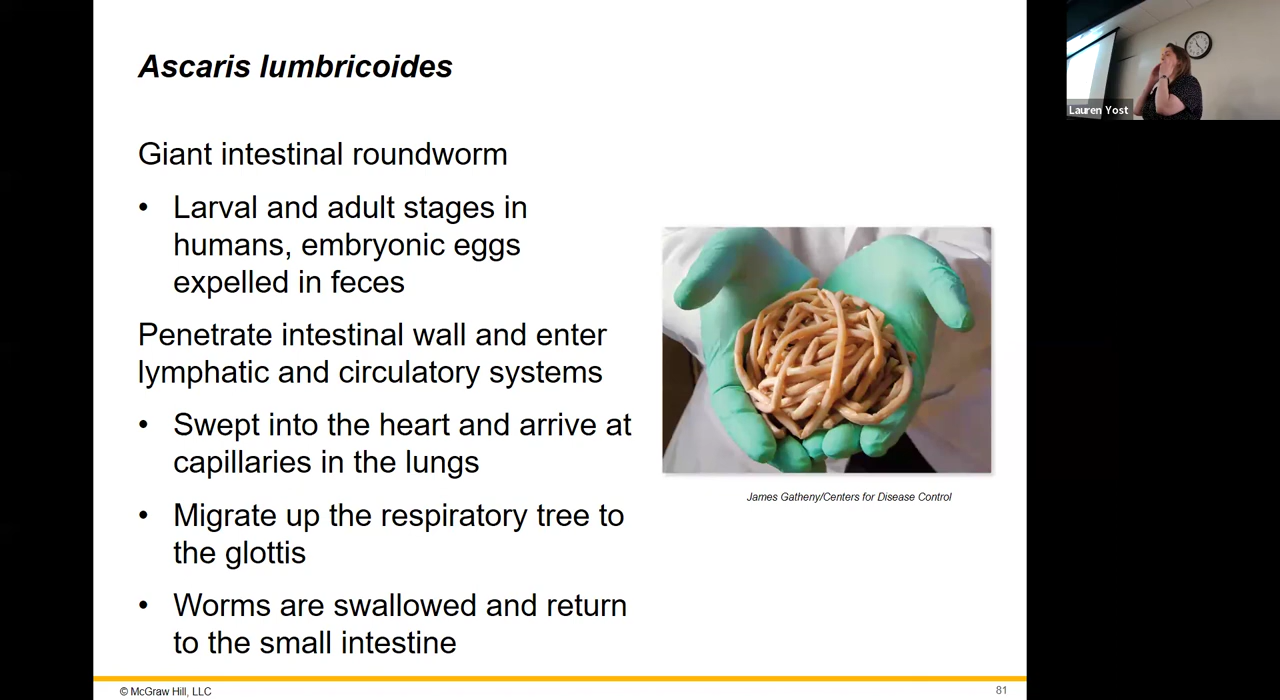 Ascaris lumbricoides
Giant intestinal roundworm
• Larval and adult stages in
humans, embryonic eggs
expelled in feces
Penetrate intestinal wall and enter
lymphatic and circulatory systems
• Swept into the heart and arrive at
capillaries in the lungs
• Migrate up the respiratory tree to
the glottis
• Worms are swallowed and return
to the small intestine
James Gatheny/Centers for Disease Control
© McGraw Hill, LLC
81
Lauren Yost